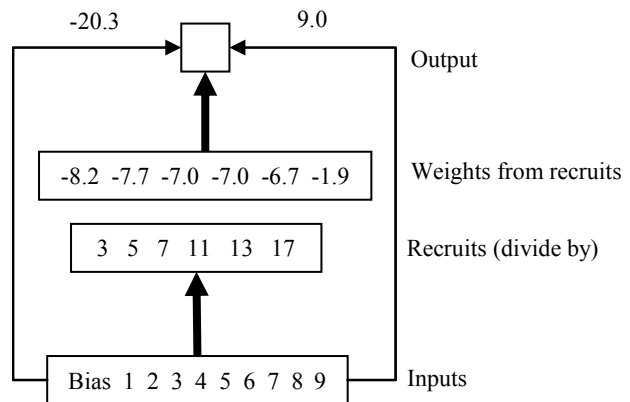 -20.3 9.0
Output
-8.2 -7.7 -7.0 -7.0 -6.7 -1.9 Weights from recruits
3 5 7 11 13 17 Recruits (divide by)
Bias 1 2 3 4 5 6 7 8 9 Inputs